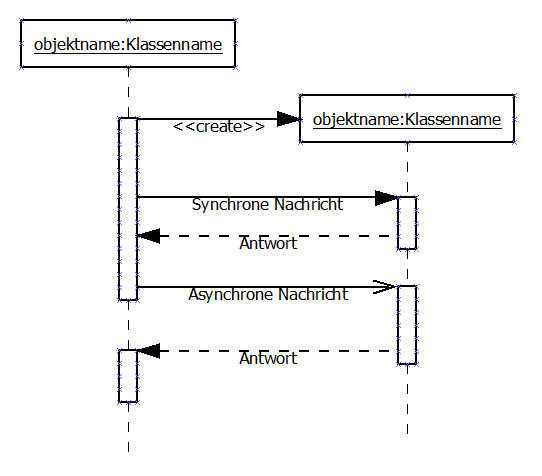 objektname:Klassenname
objektname:Klassenname
<<create>>
Synchrone Nachricht
Antwort
Asynchrone Nachricht
Antwort